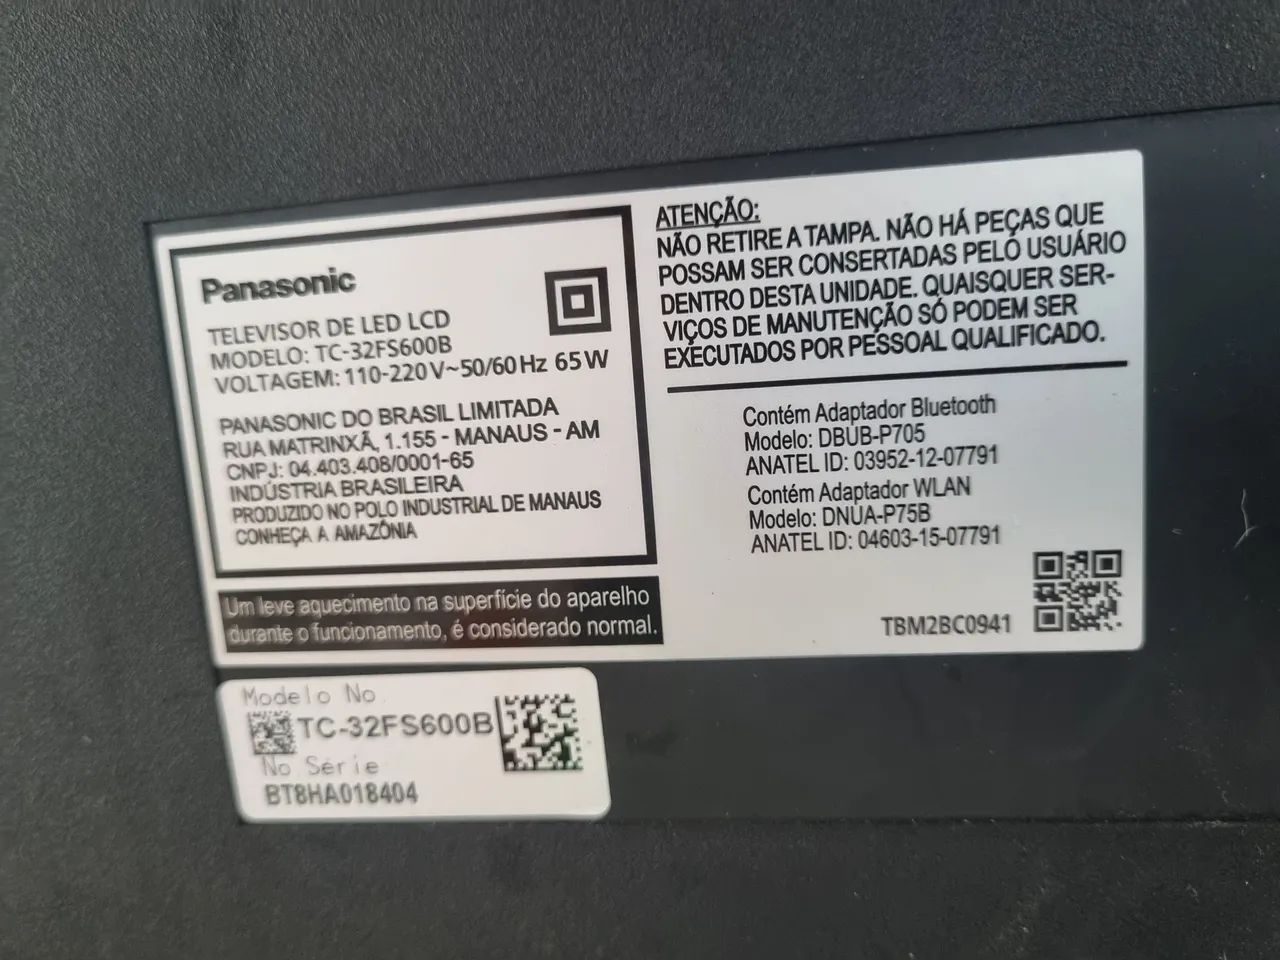 Panasonic
TELEVISOR DE LED LCD
MODELO: TC-32FS600B
VOLTAGEM: 110-220 V~50/60 Hz 65 W
PANASONIC DO BRASIL LIMITADA
RUA MATRINXÃ, 1.155 - MANAUS - AM
CNPJ: 04.403.408/0001-65
INDÚSTRIA BRASILEIRA
PRODUZIDO NO POLO INDUSTRIAL DE MANAUS
CONHEÇA A AMAZÔNIA
Um leve aquecimento na superfície do aparelho
durante o funcionamento, é considerado normal.
ATENÇÃO:
NÃO RETIRE A TAMPA. NÃO HÁ PEÇAS QUE
POSSAM SER CONSERTADAS PELO USUÁRIO
DENTRO DESTA UNIDADE. QUAISQUER SER-
VIÇOS DE MANUTENÇÃO SÓ PODEM SER
EXECUTADOS POR PESSOAL QUALIFICADO.
Contém Adaptador Bluetooth
Modelo: DBUB-P705
ANATEL ID: 03952-12-07791
Contém Adaptador WLAN
Modelo: DNUA-P75B
ANATEL ID: 04603-15-07791
TBM2BC0941
Modelo No
TC-32FS600B
No Série
BT8HA018404